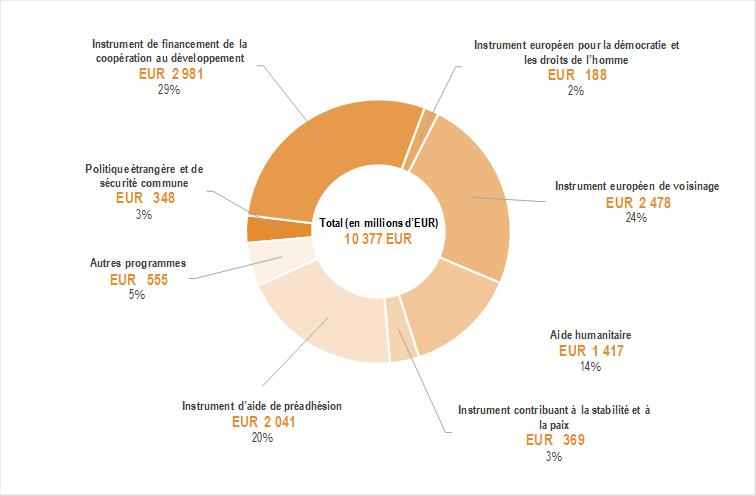 Instrument de financement de la
coopération au développement
EUR 2 981
29%
Instrument européen pour la démocratie et
les droits de l'homme
EUR 188
2%
Politique étrangère et de
sécurité commune
EUR 348
3%
Instrument européen de voisinage
EUR 2 478
24%
Total (en millions d'EUR)
10 377 EUR
Autres programmes
EUR 555
5%
Aide humanitaire
EUR 1 417
14%
Instrument d'aide de préadhésion
EUR 2 041
20%
Instrument contribuant à la stabilité et à
la paix
EUR 369
3%